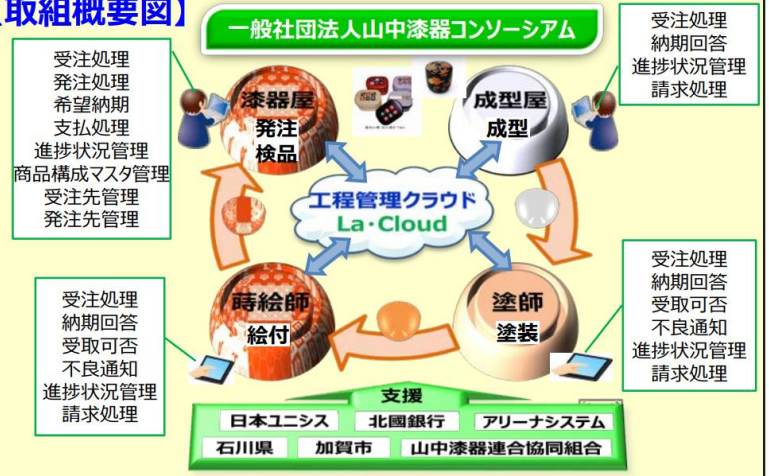 取組概要図】
一般社団法人山中漆器コンソーシアム
受注処理
発注処理
希望納期
支払処理
進捗状況管理
商品構成マスタ管理
受注先管理
発注先管理
漆器屋
発注
検品
成型屋
成型
受注処理
納期回答
進捗状況管理
請求処理
工程管理クラウド
La・Cloud
受注処理
納期回答
受取可否
不良通知
進捗状況管理
請求処理
蒔絵師
絵付
塗師
塗装
受注処理
納期回答
受取可否
不良通知
進捗状況管理
請求処理
支援
日本ユニシス
北國銀行
アリーナシステム
石川県
加賀市
山中漆器連合協同組合